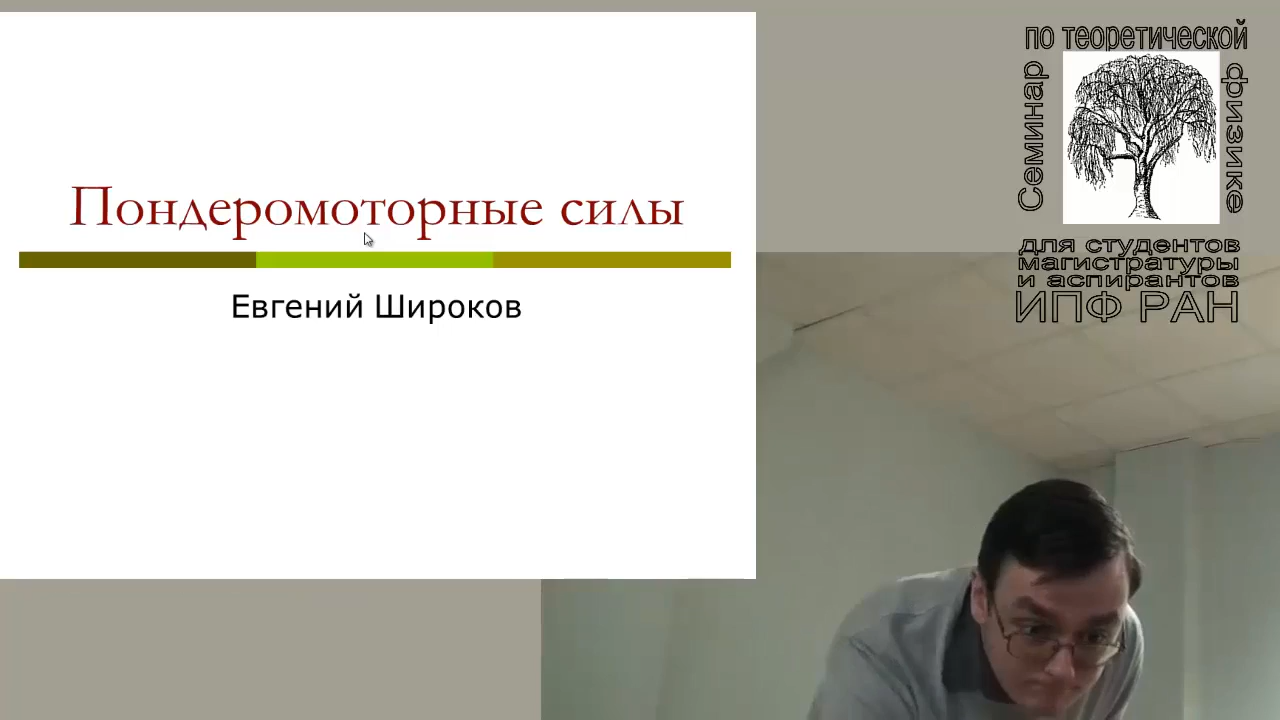 Пондеромоторные силы
Евгений Широков
Семинар
по теоретической
физике
для студентов
магистратуры
и аспирантов
ИПФ РАН